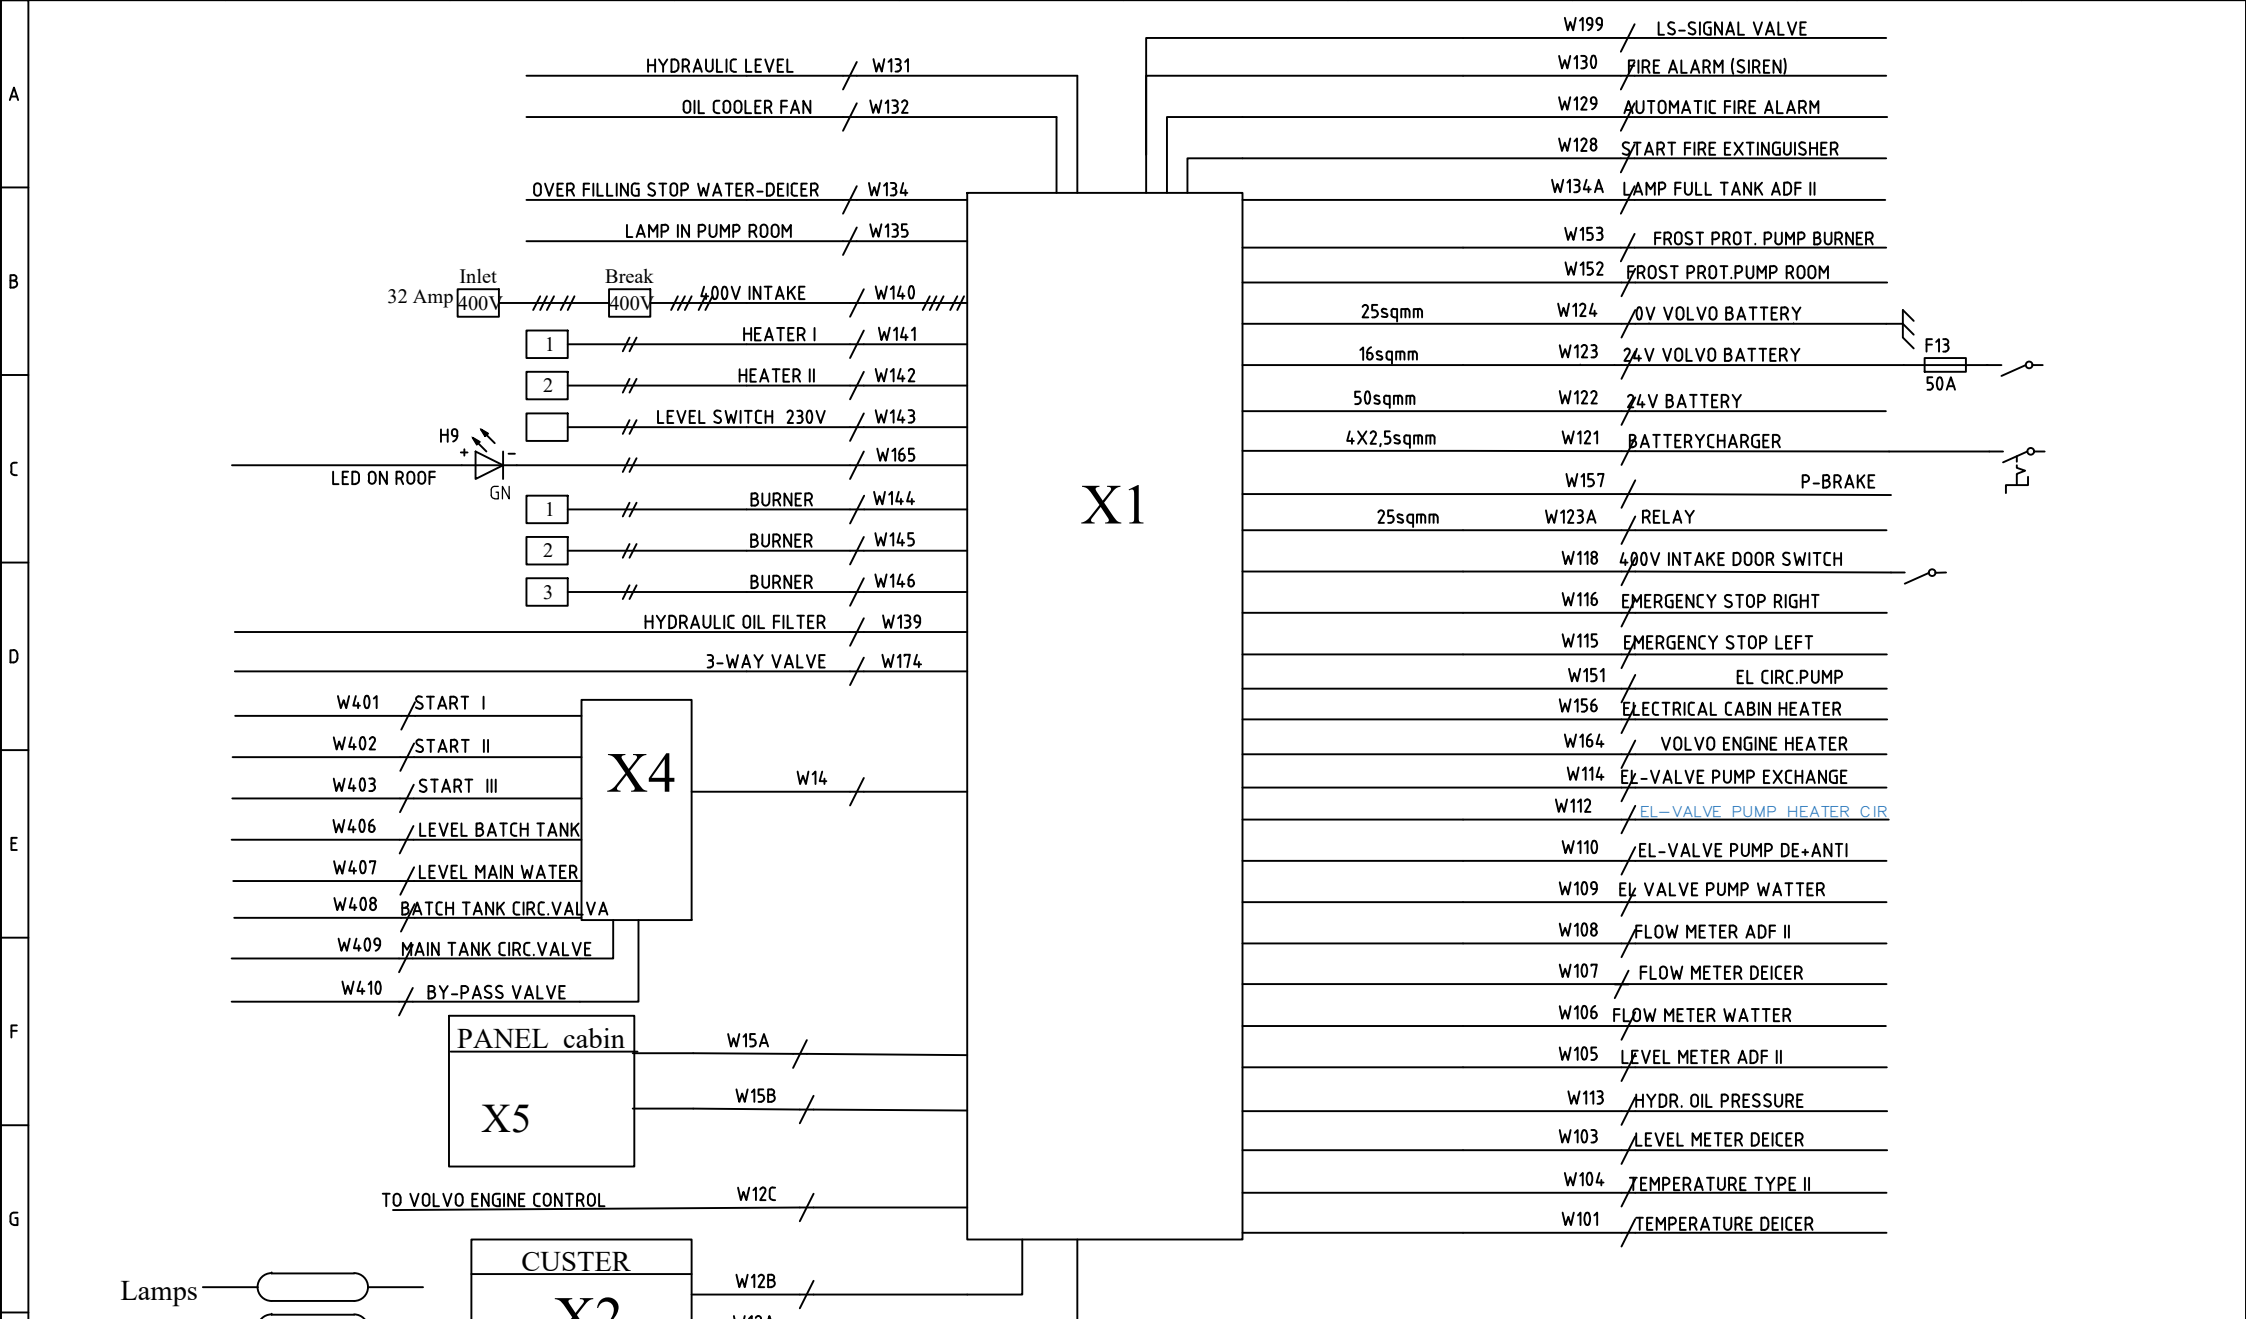 A
B
C
D
E
F
G
HYDRAULIC LEVEL W131
OIL COOLER FAN W132
OVER FILLING STOP WATER-DEICER W134
LAMP IN PUMP ROOM W135
Inlet Break
32 Amp 400V 400V 400V INTAKE W140
1 HEATER I W141
2 HEATER II W142
LEVEL SWITCH 230V W143
H9 + - W165
LED ON ROOF GN
1 BURNER W144
2 BURNER W145
3 BURNER W146
HYDRAULIC OIL FILTER W139
3-WAY VALVE W174
W401 START I
W402 START II
W403 START III
W406 LEVEL BATCH TANK
W407 LEVEL MAIN WATER
W408 BATCH TANK CIRC.VALVA
W409 MAIN TANK CIRC.VALVE
W410 BY-PASS VALVE
X4
W14
PANEL cabin
X5
W15A
W15B
TO VOLVO ENGINE CONTROL W12C
CUSTER
X2
W12B
W12A
Lamps
X1
W199 LS-SIGNAL VALVE
W130 FIRE ALARM (SIREN)
W129 AUTOMATIC FIRE ALARM
W128 START FIRE EXTINGUISHER
W134A LAMP FULL TANK ADF II
W153 FROST PROT. PUMP BURNER
W152 FROST PROT.PUMP ROOM
25sqmm W124 0V VOLVO BATTERY
16sqmm W123 24V VOLVO BATTERY F13
50A
50sqmm W122 24V BATTERY
4X2,5sqmm W121 BATTERYCHARGER
W157 P-BRAKE
25sqmm W123A RELAY
W118 400V INTAKE DOOR SWITCH
W116 EMERGENCY STOP RIGHT
W115 EMERGENCY STOP LEFT
W151 EL CIRC.PUMP
W156 ELECTRICAL CABIN HEATER
W164 VOLVO ENGINE HEATER
W114 EL-VALVE PUMP EXCHANGE
W112 EL-VALVE PUMP HEATER CIR
W110 EL-VALVE PUMP DE+ANTI
W109 EL VALVE PUMP WATTER
W108 FLOW METER ADF II
W107 FLOW METER DEICER
W106 FLOW METER WATTER
W105 LEVEL METER ADF II
W113 HYDR. OIL PRESSURE
W103 LEVEL METER DEICER
W104 TEMPERATURE TYPE II
W101 TEMPERATURE DEICER